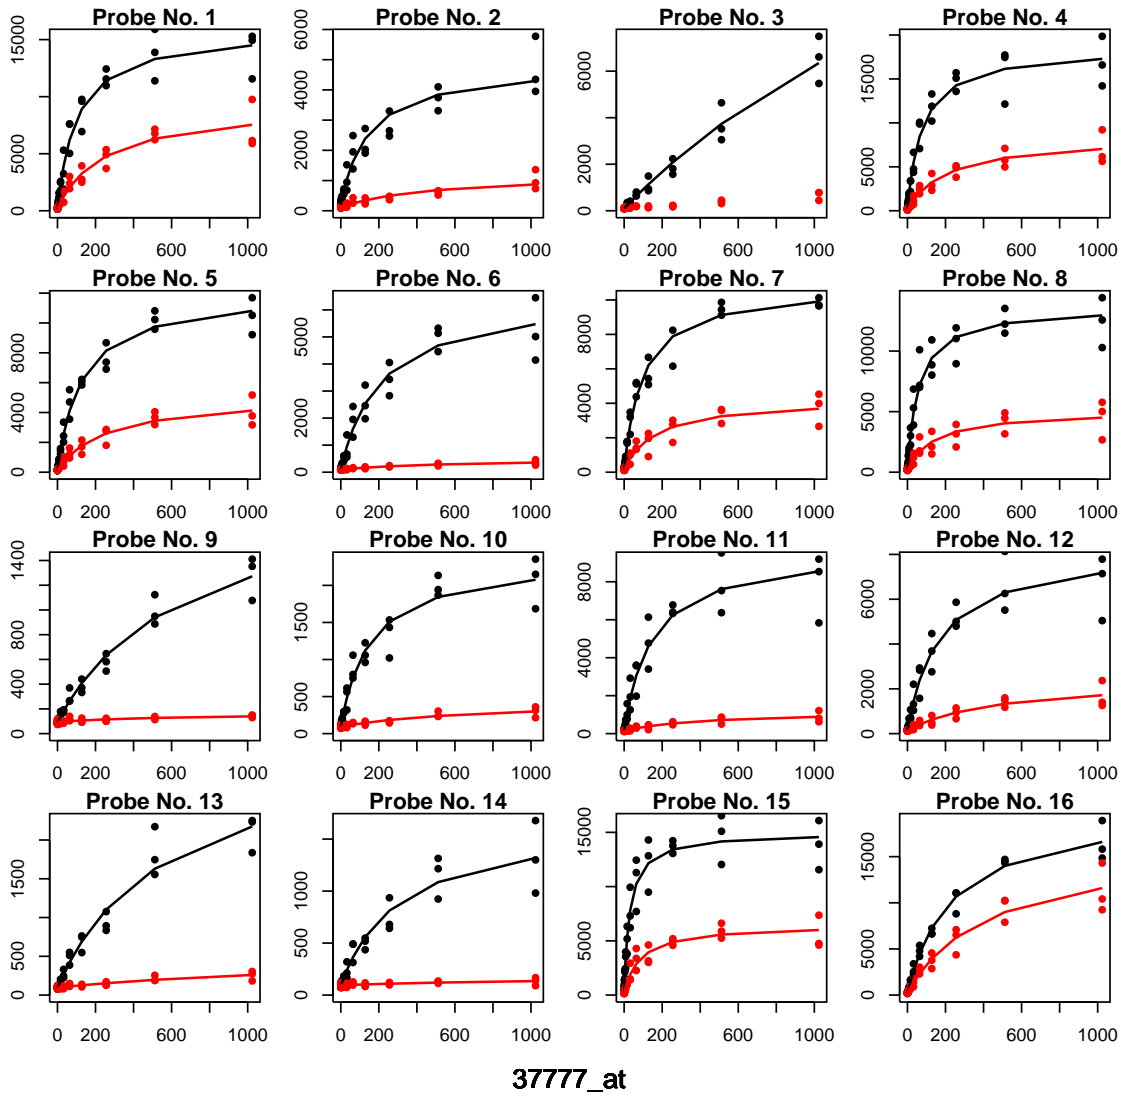 Probe No. 1 Probe No. 2 Probe No. 3 Probe No. 4
0 5000 15000 0 2000 4000 6000 0 2000 6000 0 5000 15000
0 200 600 1000 0 200 600 1000 0 200 600 1000 0 200 600 1000
Probe No. 5 Probe No. 6 Probe No. 7 Probe No. 8
0 4000 8000 0 2000 5000 0 4000 8000 0 5000 10000
0 200 600 1000 0 200 600 1000 0 200 600 1000 0 200 600 1000
Probe No. 9 Probe No. 10 Probe No. 11 Probe No. 12
0 400 800 1400 0 500 1500 0 4000 8000 0 2000 6000
0 200 600 1000 0 200 600 1000 0 200 600 1000 0 200 600 1000
Probe No. 13 Probe No. 14 Probe No. 15 Probe No. 16
0 500 1500 0 500 1000 0 5000 15000 0 5000 15000
0 200 600 1000 0 200 600 1000 0 200 600 1000 0 200 600 1000
37777_at